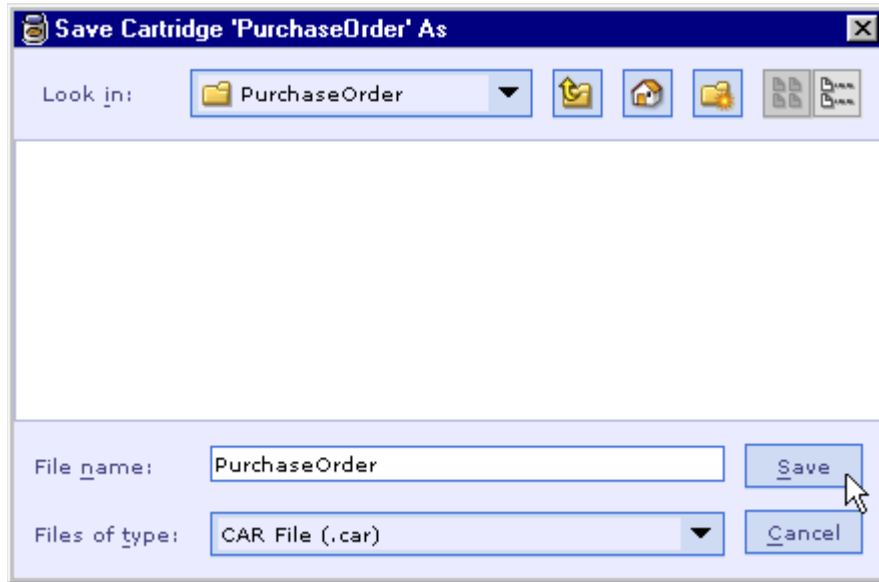 Save Cartridge 'PurchaseOrder' As
Look in: PurchaseOrder
File name: PurchaseOrder Save
Files of type: CAR File (.car) Cancel